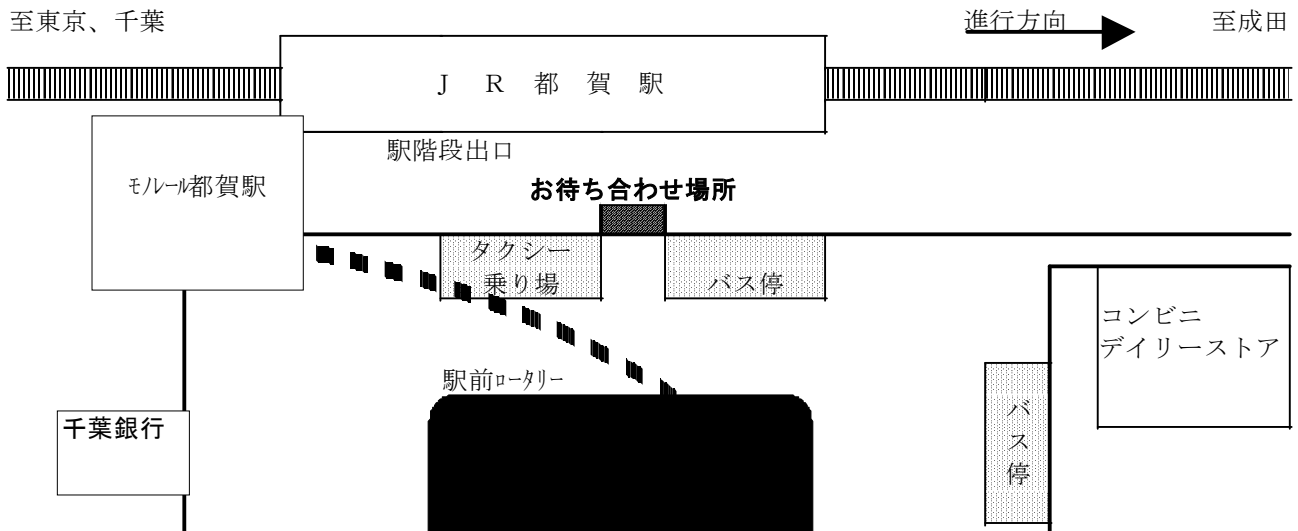 至東京、千葉
進行方向
至成田
ＪＲ都賀駅
駅階段出口
ﾓﾉﾚｰﾙ都賀駅
お待ち合わせ場所
タクシー
乗り場
バス停
コンビニ
デイリーストア
駅前ﾛｰﾀﾘｰ
バス停
千葉銀行